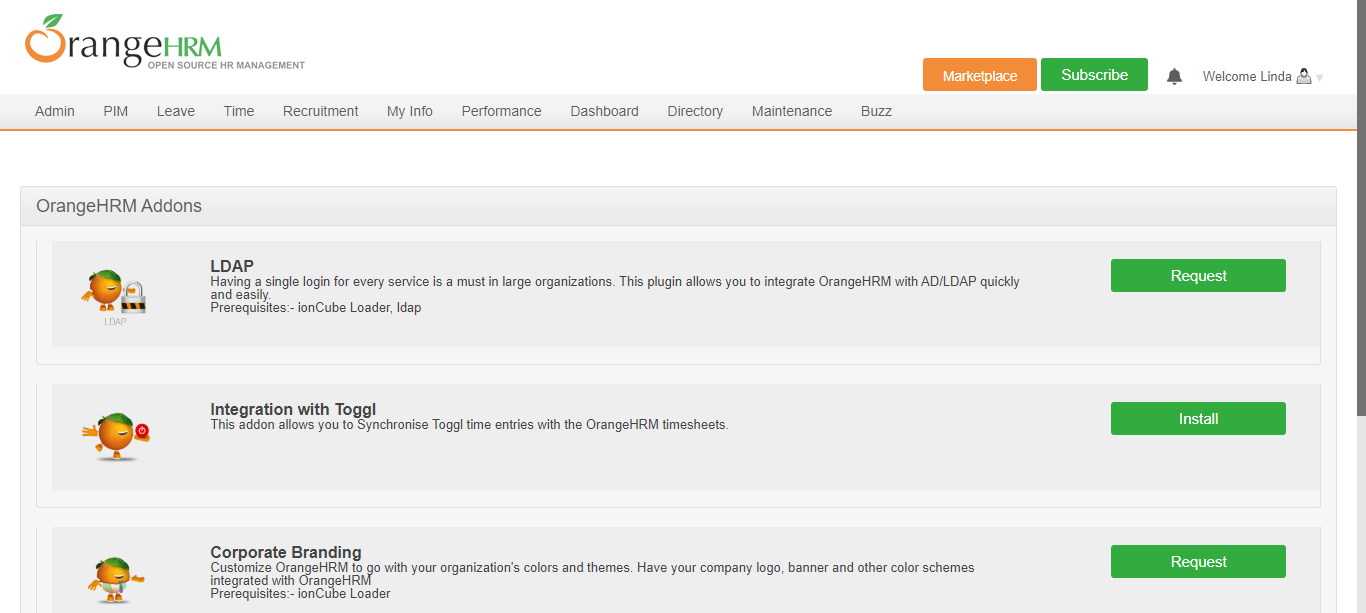 OrangeHRM
OPEN SOURCE HR MANAGEMENT
Marketplace
Subscribe
Welcome Linda
Admin
PIM
Leave
Time
Recruitment
My Info
Performance
Dashboard
Directory
Maintenance
Buzz
OrangeHRM Addons
LDAP
LDAP
Having a single login for every service is a must in large organizations. This plugin allows you to integrate OrangeHRM with AD/LDAP quickly
and easily.
Prerequisites:- ionCube Loader, ldap
Request
Integration with Toggl
This addon allows you to Synchronise Toggl time entries with the OrangeHRM timesheets.
Install
Corporate Branding
Customize OrangeHRM to go with your organization's colors and themes. Have your company logo, banner and other color schemes
integrated with OrangeHRM
Prerequisites:- ionCube Loader
Request